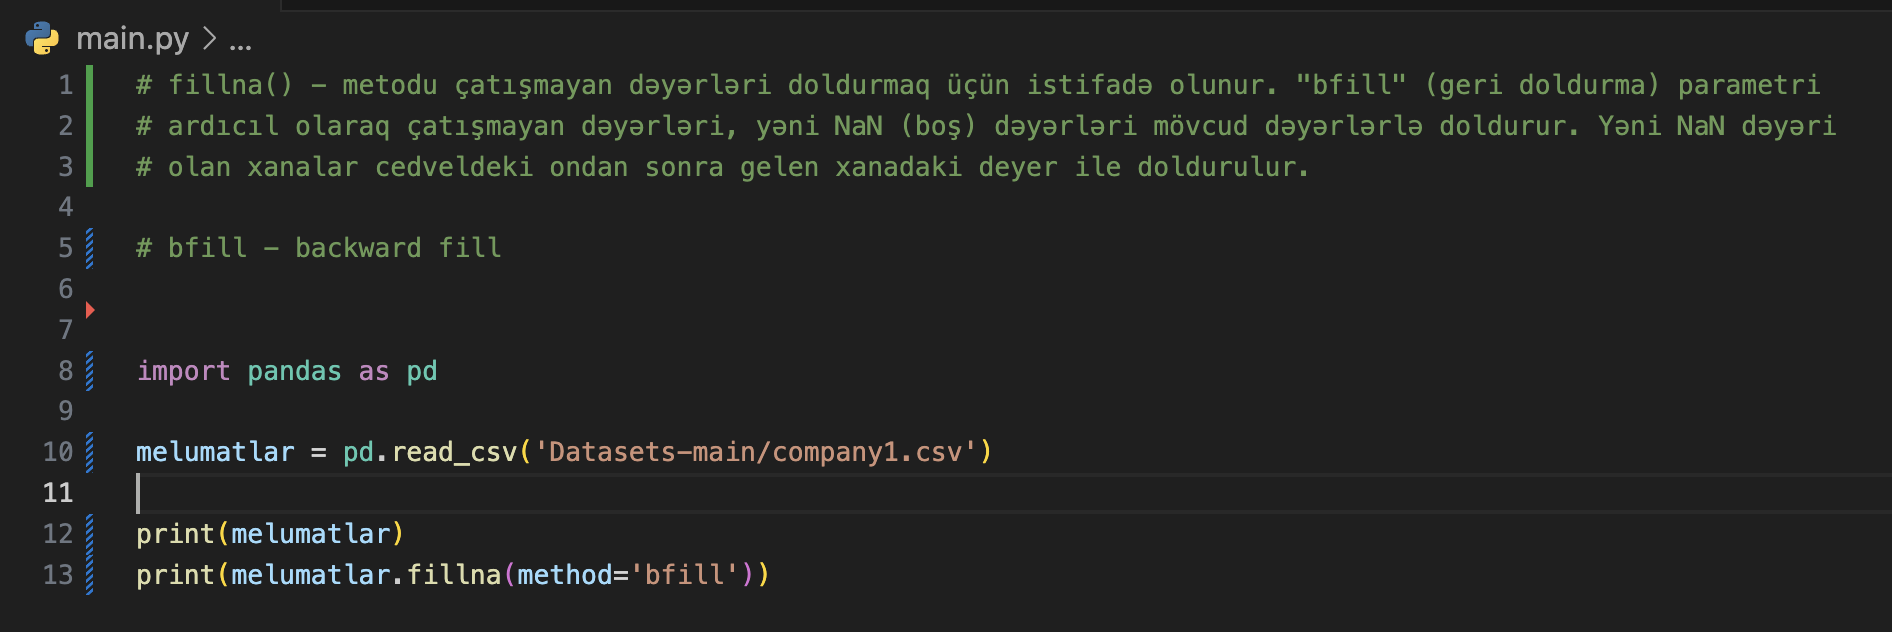 main.py > ...
1 # fillna() – metodu çatışmayan dəyərləri doldurmaq üçün istifadə olunur. "bfill" (geri doldurma) parametri
2 # ardıcıl olaraq çatışmayan dəyərləri, yəni NaN (boş) dəyərləri mövcud dəyərlərlə doldurur. Yəni NaN dəyəri
3 # olan xanalar cedveldeki ondan sonra gelen xanadaki deyer ile doldurulur.
4
5 # bfill – backward fill
6
7
8 import pandas as pd
9
10 melumatlar = pd.read_csv('Datasets-main/company1.csv')
11
12 print(melumatlar)
13 print(melumatlar.fillna(method='bfill'))